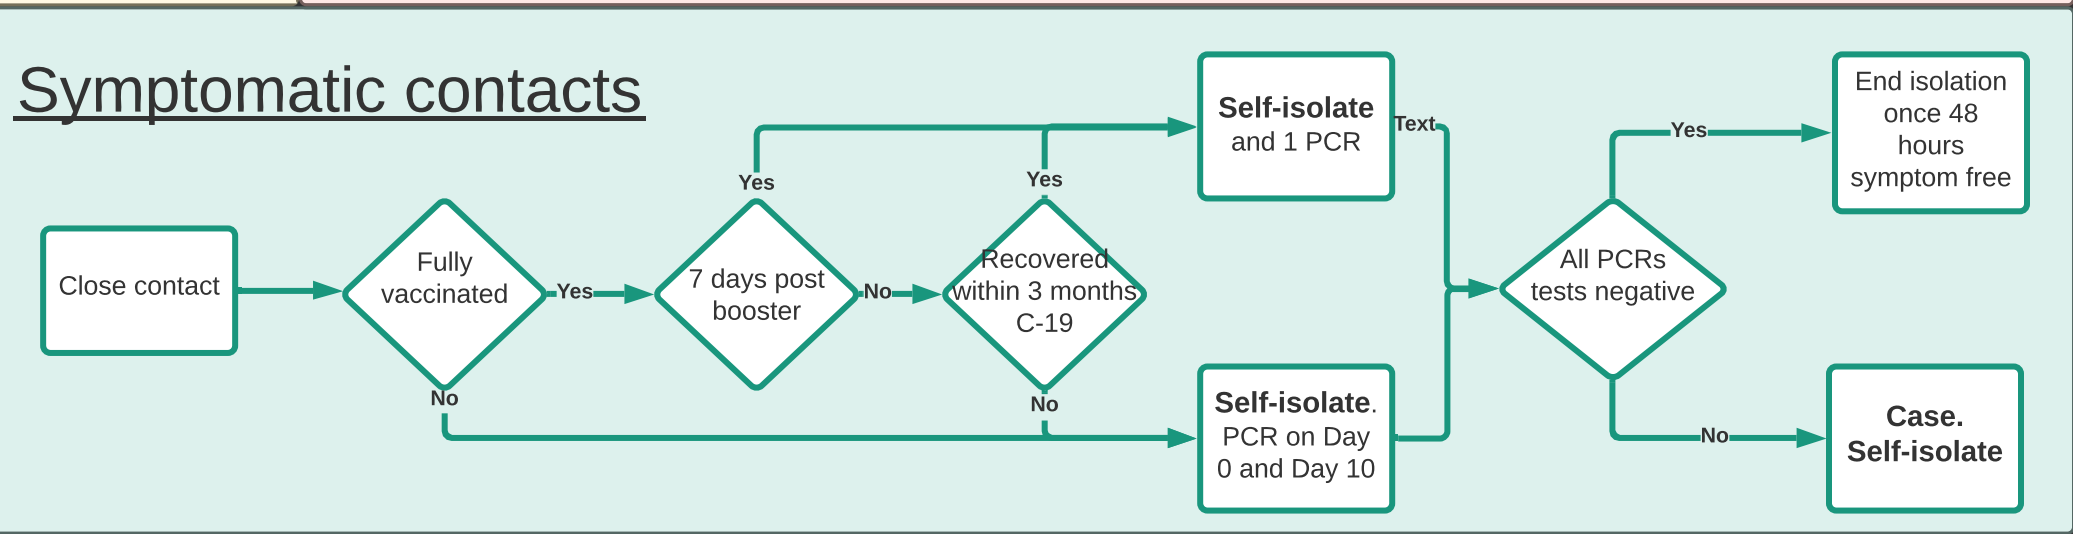 Symptomatic contacts
Close contact
Fully
vaccinated
Yes
No
7 days post
booster
Yes
No
Recovered
within 3 months
C-19
Yes
No
Self-isolate
and 1 PCR
Text
Self-isolate.
PCR on Day
0 and Day 10
All PCRs
tests negative
Yes
No
End isolation
once 48
hours
symptom free
Case.
Self-isolate